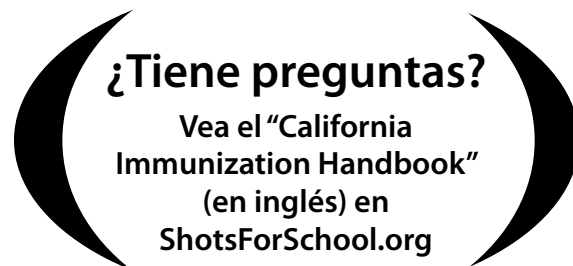 ¿Tiene preguntas?
Vea el “California
Immunization Handbook”
(en inglés) en
ShotsForSchool.org